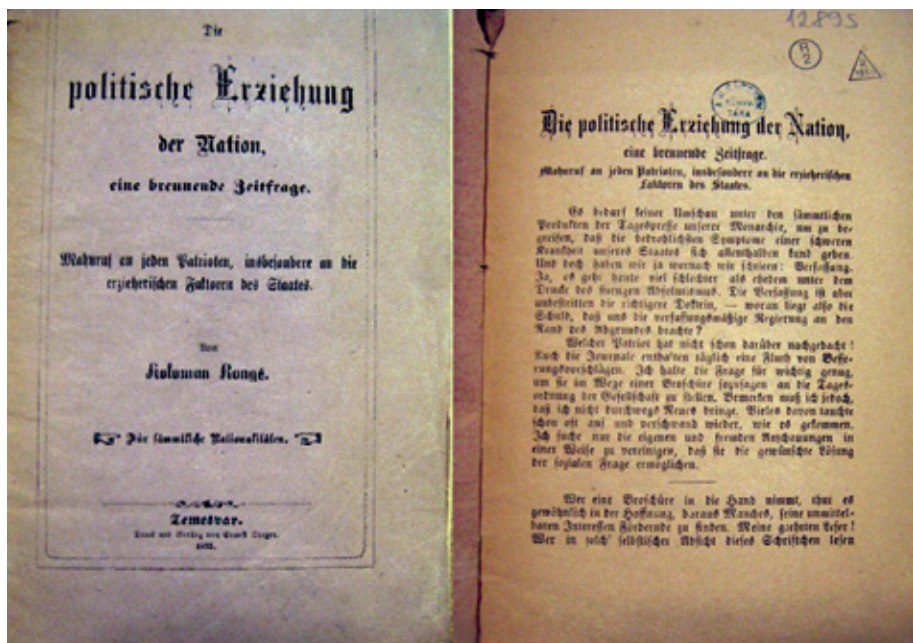 Die
politische Erziehung
der Nation,
eine brennende Zeitfrage.
Mahnruf an jeden Patrioten, insbesondere an die
erzieherischen Faktoren des Staates.
Von
Koloman
Für sämmtliche Nationalitäten.
Temesvar.
Druck und Verlag von Ernest
12895
R
2
Die politische Erziehung der Nation,
eine brennende Zeitfrage.
Mahnruf an jeden Patrioten, insbesondere an die erzieherischen
Faktoren des Staates.
Es bedarf keiner Umschau unter den sämmtlichen
Produkten der Tagespresse unserer Monarchie, um zu be-
greifen, daß die bedrohlichsten Symptome einer schweren
Krankheit unseres Staates sich allenthalben kund geben.
Und doch haben wir ja wornach wir schrien: Verfassung.
Ja, es geht heute viel schlechter als ehedem unter dem
Drucke des strengen Absolutismus. Die Verfassung ist aber
unbestritten die richtigere Doktrin, — woran liegt also die
Schuld, daß uns die verfassungsmäßige Regierung an den
Rand des Abgrundes brachte?
Welcher Patriot hat nicht schon darüber nachgedacht!
Auch die Journale enthalten täglich eine Fluth von Besse-
rungsvorschlägen. Ich halte die Frage für wichtig genug,
um sie im Wege einer Broschüre sozusagen an die Tages-
ordnung der Gesellschaft zu stellen. Bemerken muß ich jedoch,
daß ich nicht durchwegs Neues bringe. Vieles davon tauchte
schon oft auf und verschwand wieder, wie es gekommen.
Ich suche nur die eigenen und fremden Anschauungen in
einer Weise zu vereinigen, daß sie die gewünschte Lösung
der sozialen Frage ermöglichen.
Wer eine Broschüre in die Hand nimmt, thut es
gewöhnlich in der Hoffnung, daraus Manches, seine unmittel-
baren Interessen Fördernde zu finden. Meine geehrten Leser!
Wer in solch' selbstischer Absicht dieses Schriftchen lesen